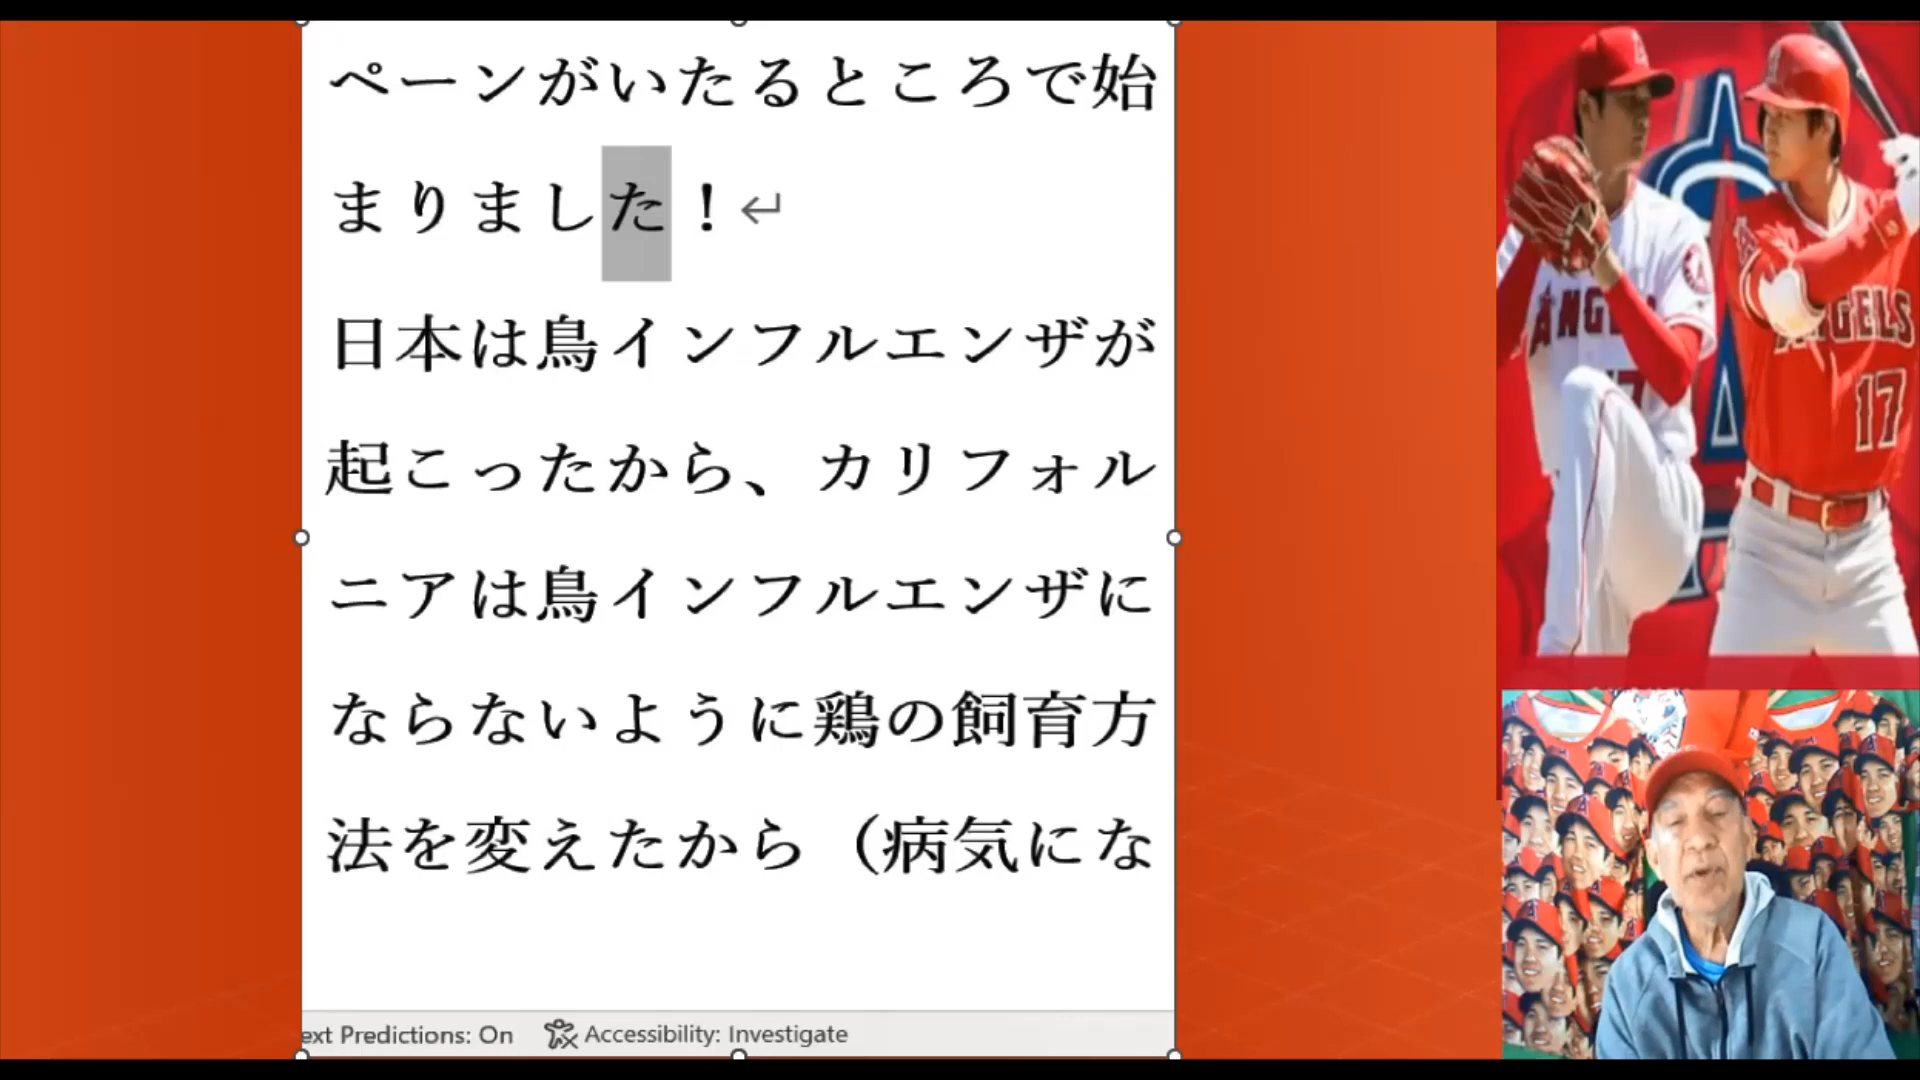 ペーンがいたるところで始
まりました！↵
日本は鳥インフルエンザが
起こったから、カリフォル
ニアは鳥インフルエンザに
ならないように鶏の飼育方
法を変えたから（病気にな
ext Predictions: On Accessibility: Investigate
ANGELS
17